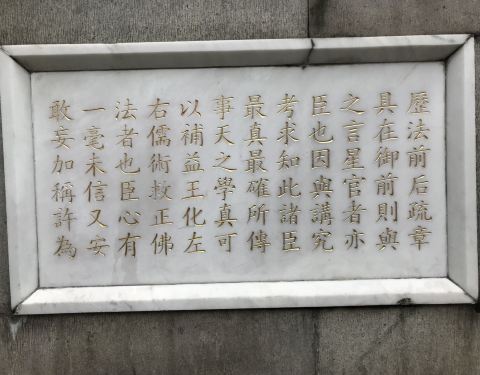 歷法前后疏章
具在御前則與
之言星官者亦
臣也因與講究
考求知此諸臣
最真最確所傳
事天之學真可
以補益王化左
右儒術救正佛
法者也臣心有
一毫未信又安
敢妄加稱許為